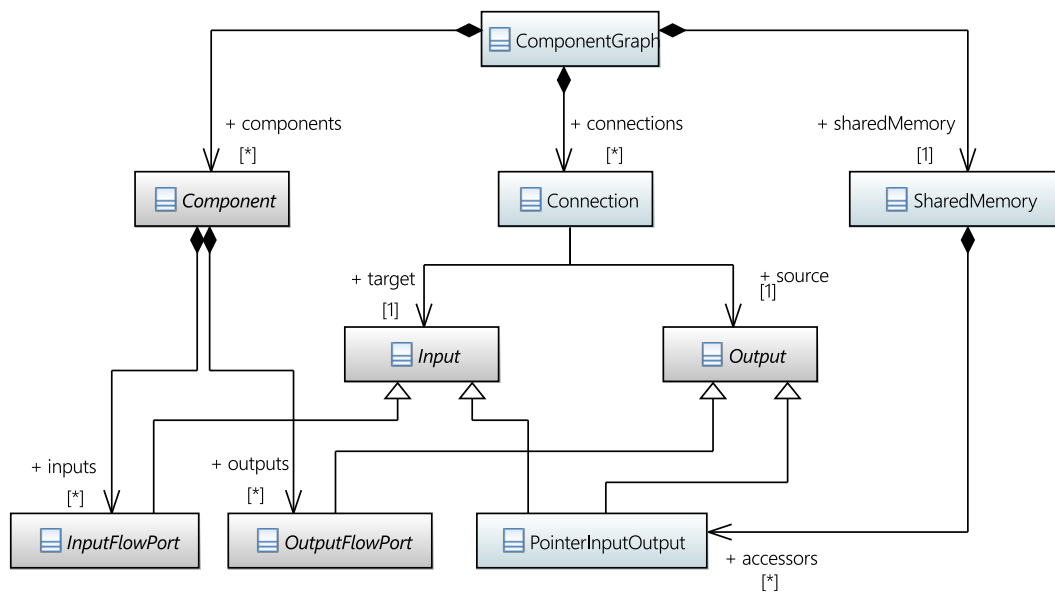 ComponentGraph
+ components
[*]
+ connections
[*]
+ sharedMemory
[1]
Component
Connection
SharedMemory
+ target
[1]
+ source
[1]
Input
Output
+ inputs
[*]
+ outputs
[*]
InputFlowPort
OutputFlowPort
PointerInputOutput
+ accessors
[*]